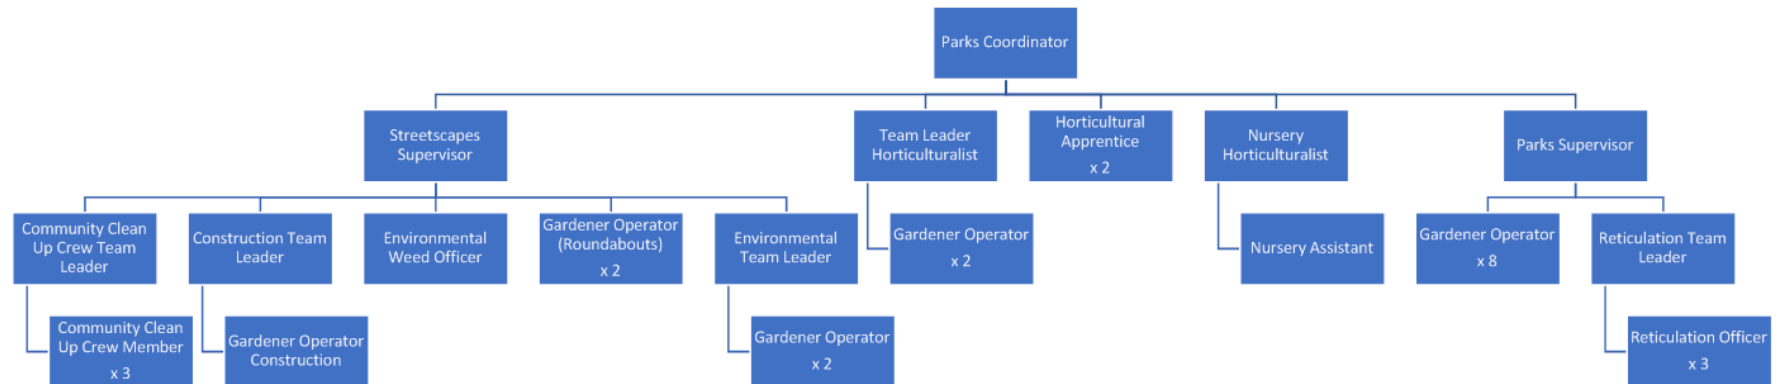 Parks Coordinator
Streetscapes
Supervisor
Team Leader
Horticulturalist
Horticultural
Apprentice
x 2
Nursery
Horticulturalist
Parks Supervisor
Community Clean
Up Crew Team
Leader
Construction Team
Leader
Environmental
Weed Officer
Gardener Operator
(Roundabouts)
x 2
Environmental
Team Leader
Gardener Operator
x 2
Nursery Assistant
Gardener Operator
x 8
Reticulation Team
Leader
Community Clean
Up Crew Member
x 3
Gardener Operator
Construction
Gardener Operator
x 2
Reticulation Officer
x 3